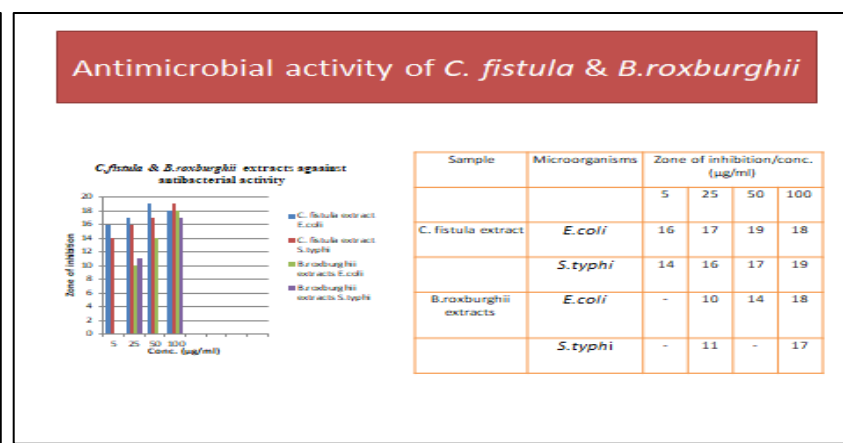 Antimicrobial activity of C. fistula & B.roxburghii
C.fistula & B.roxburghii extracts against
antibacterial activity
Zone of inhibition
20
18
16
14
12
10
8
6
4
2
0
5 25 50 100
Conc. (µg/ml)
C. fistula extract
E.coli
C. fistula extract
S.typhi
B.roxburghii
extracts E.coli
B.roxburghii
extracts S.typhi
Sample Microorganisms Zone of inhibition/conc.
(µg/ml)
5 25 50 100
C. fistula extract E.coli 16 17 19 18
S.typhi 14 16 17 19
B.roxburghii
extracts E.coli - 10 14 18
S.typhi - 11 - 17